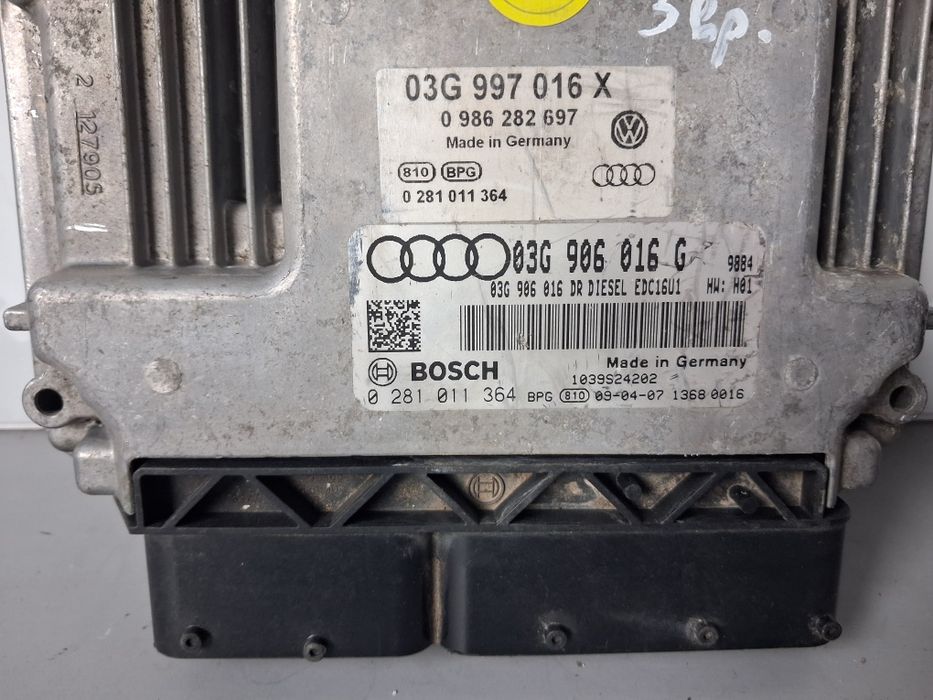 3 вр.
2 127905
03G 997 016 X
0 986 282 697
Made in Germany
810 BPG
0 281 011 364
03G 906 016 G 9884
03G 906 016 DR DIESEL EDC16U1 HW: H01
BOSCH Made in Germany
1039S24202
0 281 011 364 BPG 810 09-04-07 1368 0016